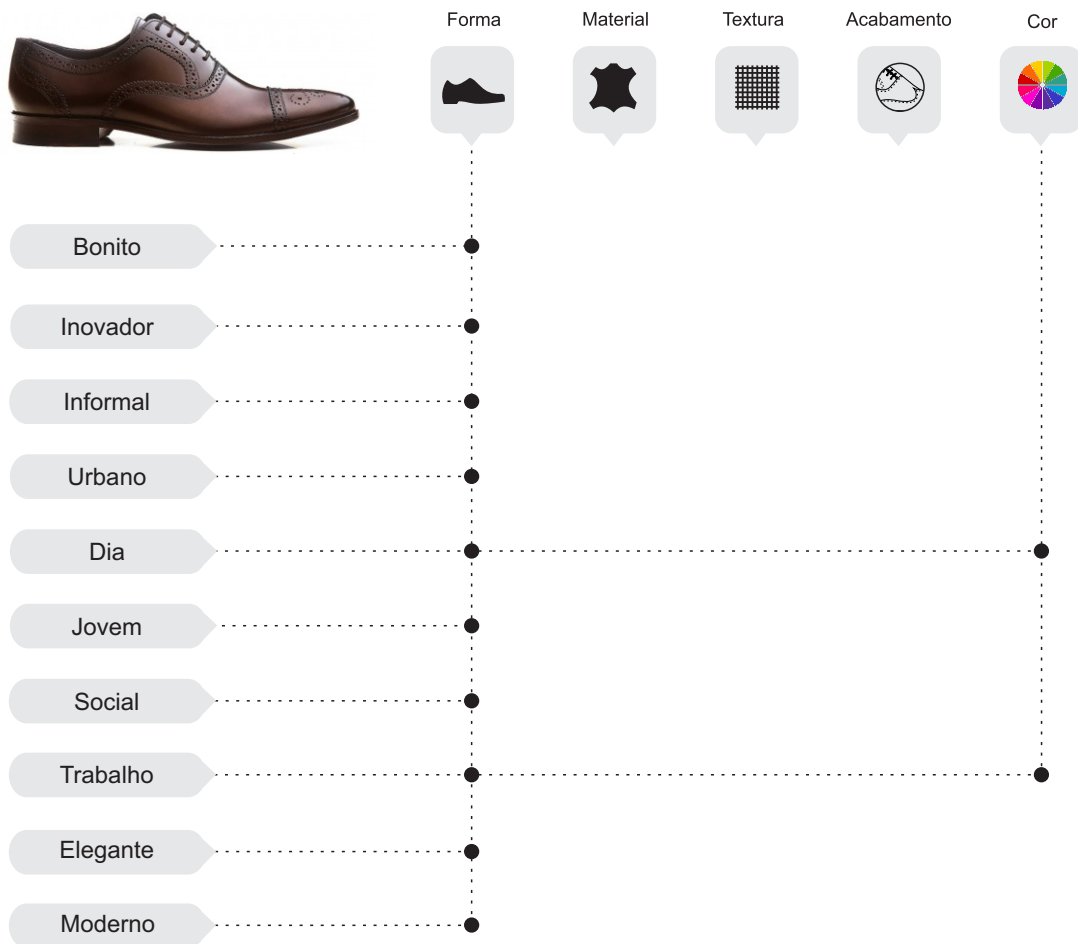 Forma
Material
Textura
Acabamento
Cor
Bonito
Inovador
Informal
Urbano
Dia
Jovem
Social
Trabalho
Elegante
Moderno